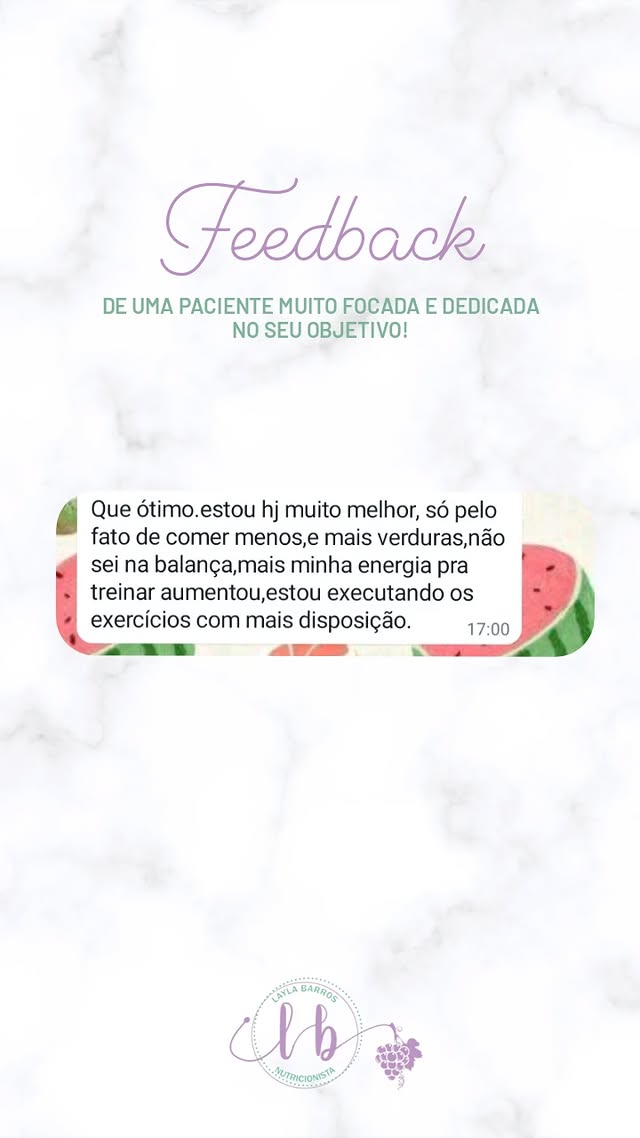 Feedback
DE UMA PACIENTE MUITO FOCADA E DEDICADA
NO SEU OBJETIVO!
Que ótimo.estou hj muito melhor, só pelo
fato de comer menos,e mais verduras,não
sei na balança,mais minha energia pra
treinar aumentou,estou executando os
exercícios com mais disposição.
17:00
LAYLA BARROS
lb
NUTRICIONISTA